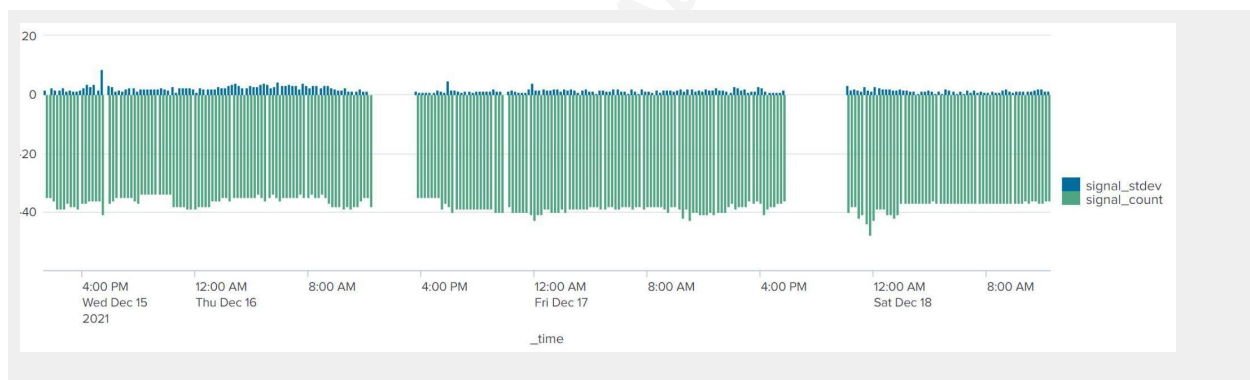 20
0
-20
-40
4:00 PM
Wed Dec 15
2021
12:00 AM
Thu Dec 16
8:00 AM
4:00 PM
12:00 AM
Fri Dec 17
8:00 AM
4:00 PM
12:00 AM
Sat Dec 18
8:00 AM
_time
signal_stdev
signal_count